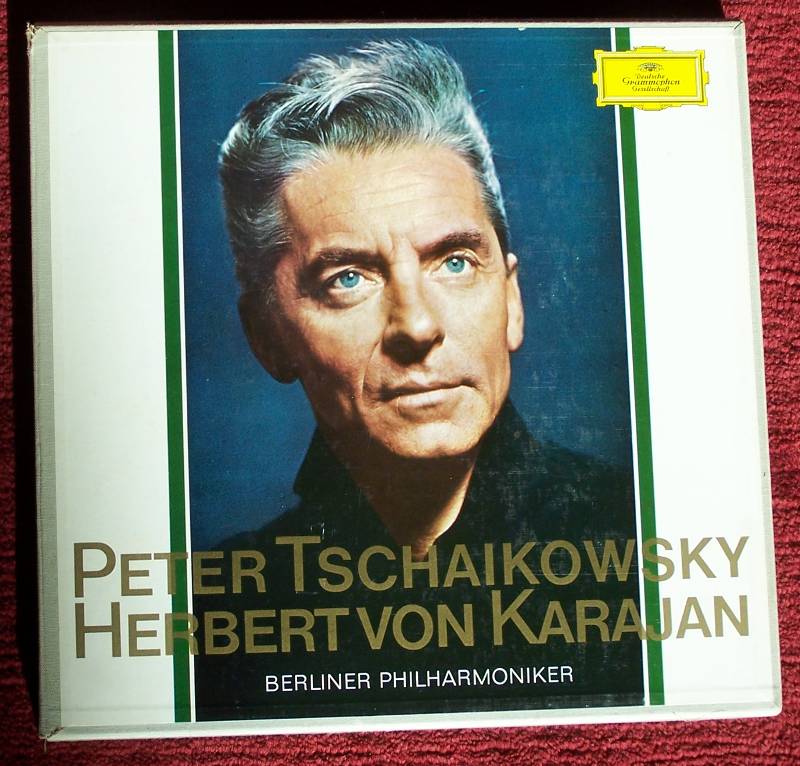 Deutsche
Grammophon
Gesellschaft
PETER TSCHAIKOWSKY
HERBERT VON KARAJAN
BERLINER PHILHARMONIKER